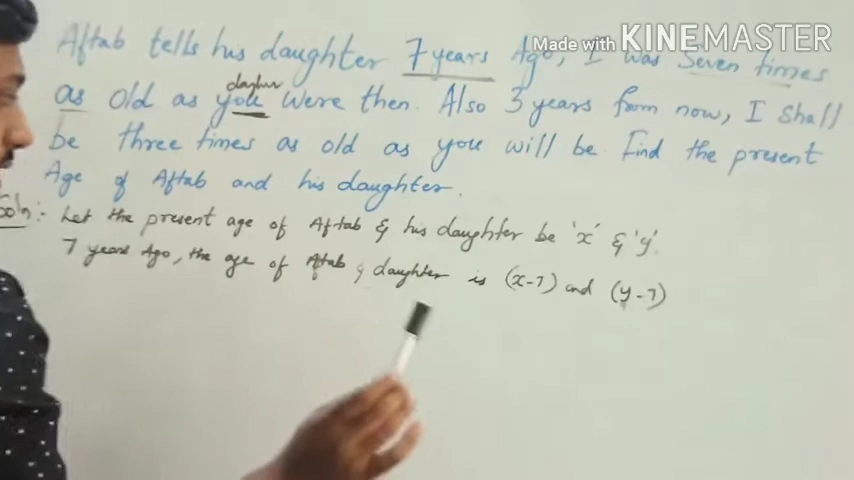 Made with KINEMASTER
Aftab tells his daughter 7 years Ago, I was Seven times
daughter
as old as you were then. Also 3 years from now, I shall
be three times as old as you will be. Find the present
Age of Aftab and his daughter.
Soln:- Let the present age of Aftab & his daughter be 'x' & 'y'.
7 years Ago, the age of Aftab & daughter is (x-7) and (y-7)